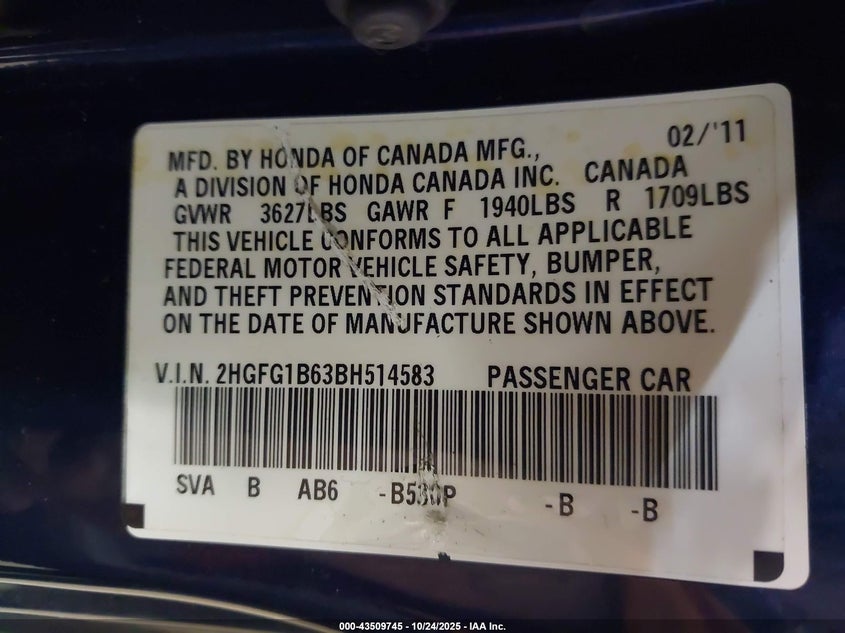 02/'11
MFD. BY HONDA OF CANADA MFG.,
A DIVISION OF HONDA CANADA INC. CANADA
GVWR 3627LBS GAWR F 1940LBS R 1709LBS
THIS VEHICLE CONFORMS TO ALL APPLICABLE
FEDERAL MOTOR VEHICLE SAFETY, BUMPER,
AND THEFT PREVENTION STANDARDS IN EFFECT
ON THE DATE OF MANUFACTURE SHOWN ABOVE.
V.I.N. 2HGFG1B63BH514583 PASSENGER CAR
SVA B AB6 -B -B
000-43509745 - 10/24/2025 - IAA Inc.